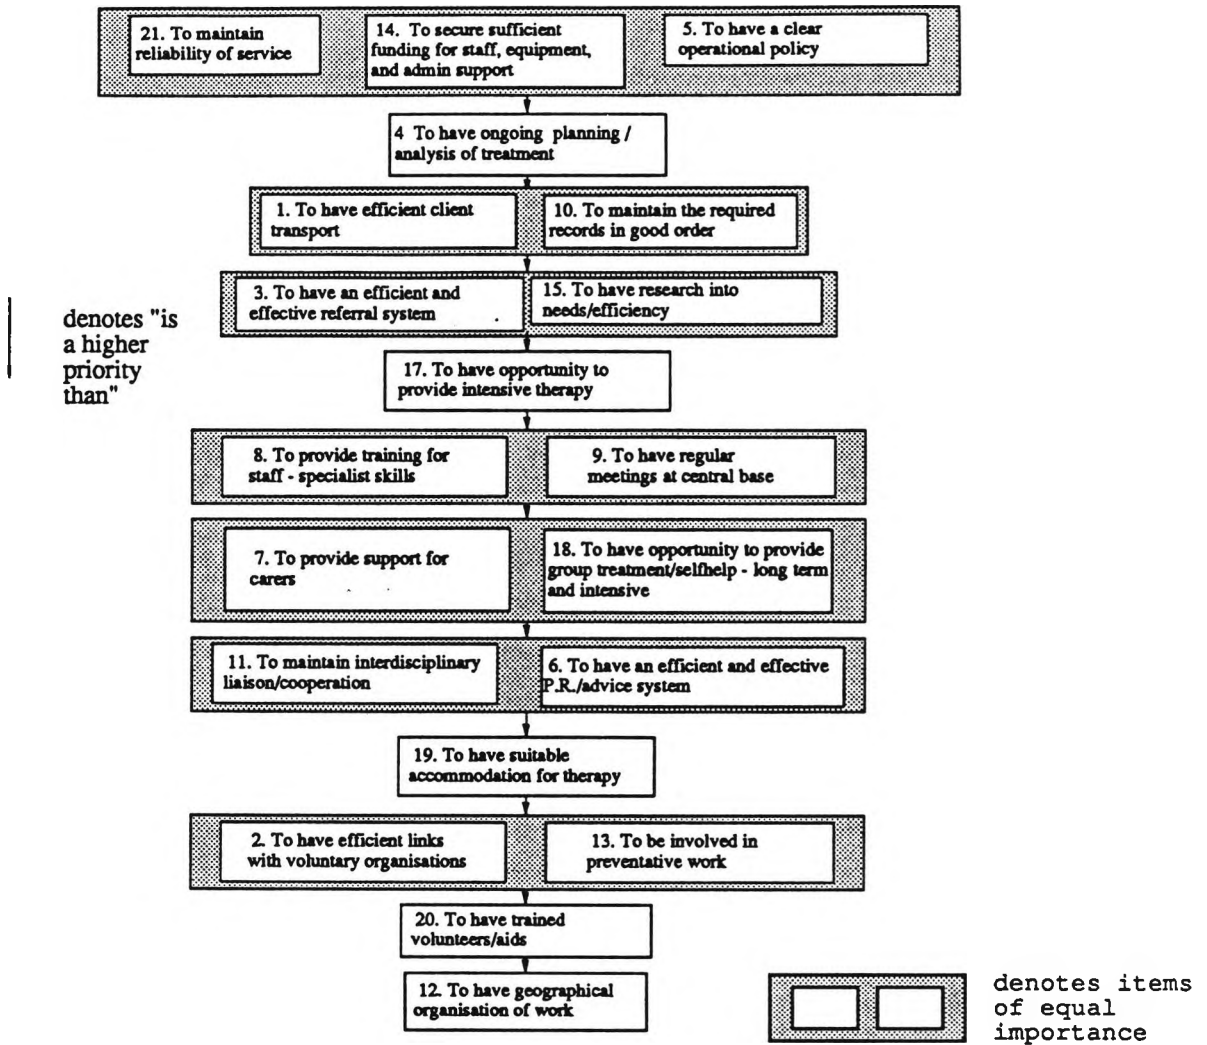 21. To maintain
reliability of service
14. To secure sufficient
funding for staff, equipment,
and admin support
5. To have a clear
operational policy
4 To have ongoing planning /
analysis of treatment
1. To have efficient client
transport
10. To maintain the required
records in good order
3. To have an efficient and
effective referral system
15. To have research into
needs/efficiency
denotes "is
a higher
priority
than"
17. To have opportunity to
provide intensive therapy
8. To provide training for
staff - specialist skills
9. To have regular
meetings at central base
7. To provide support for
carers
18. To have opportunity to provide
group treatment/selfhelp - long term
and intensive
11. To maintain interdisciplinary
liaison/cooperation
6. To have an efficient and effective
P.R./advice system
19. To have suitable
accommodation for therapy
2. To have efficient links
with voluntary organisations
13. To be involved in
preventative work
20. To have trained
volunteers/aids
12. To have geographical
organisation of work
denotes items
of equal
importance